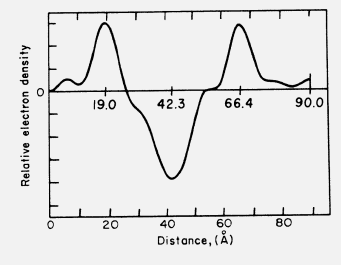 Relative electron density
0
19.0 42.3 66.4 90.0
0 20 40 60 80
Distance, (Å)